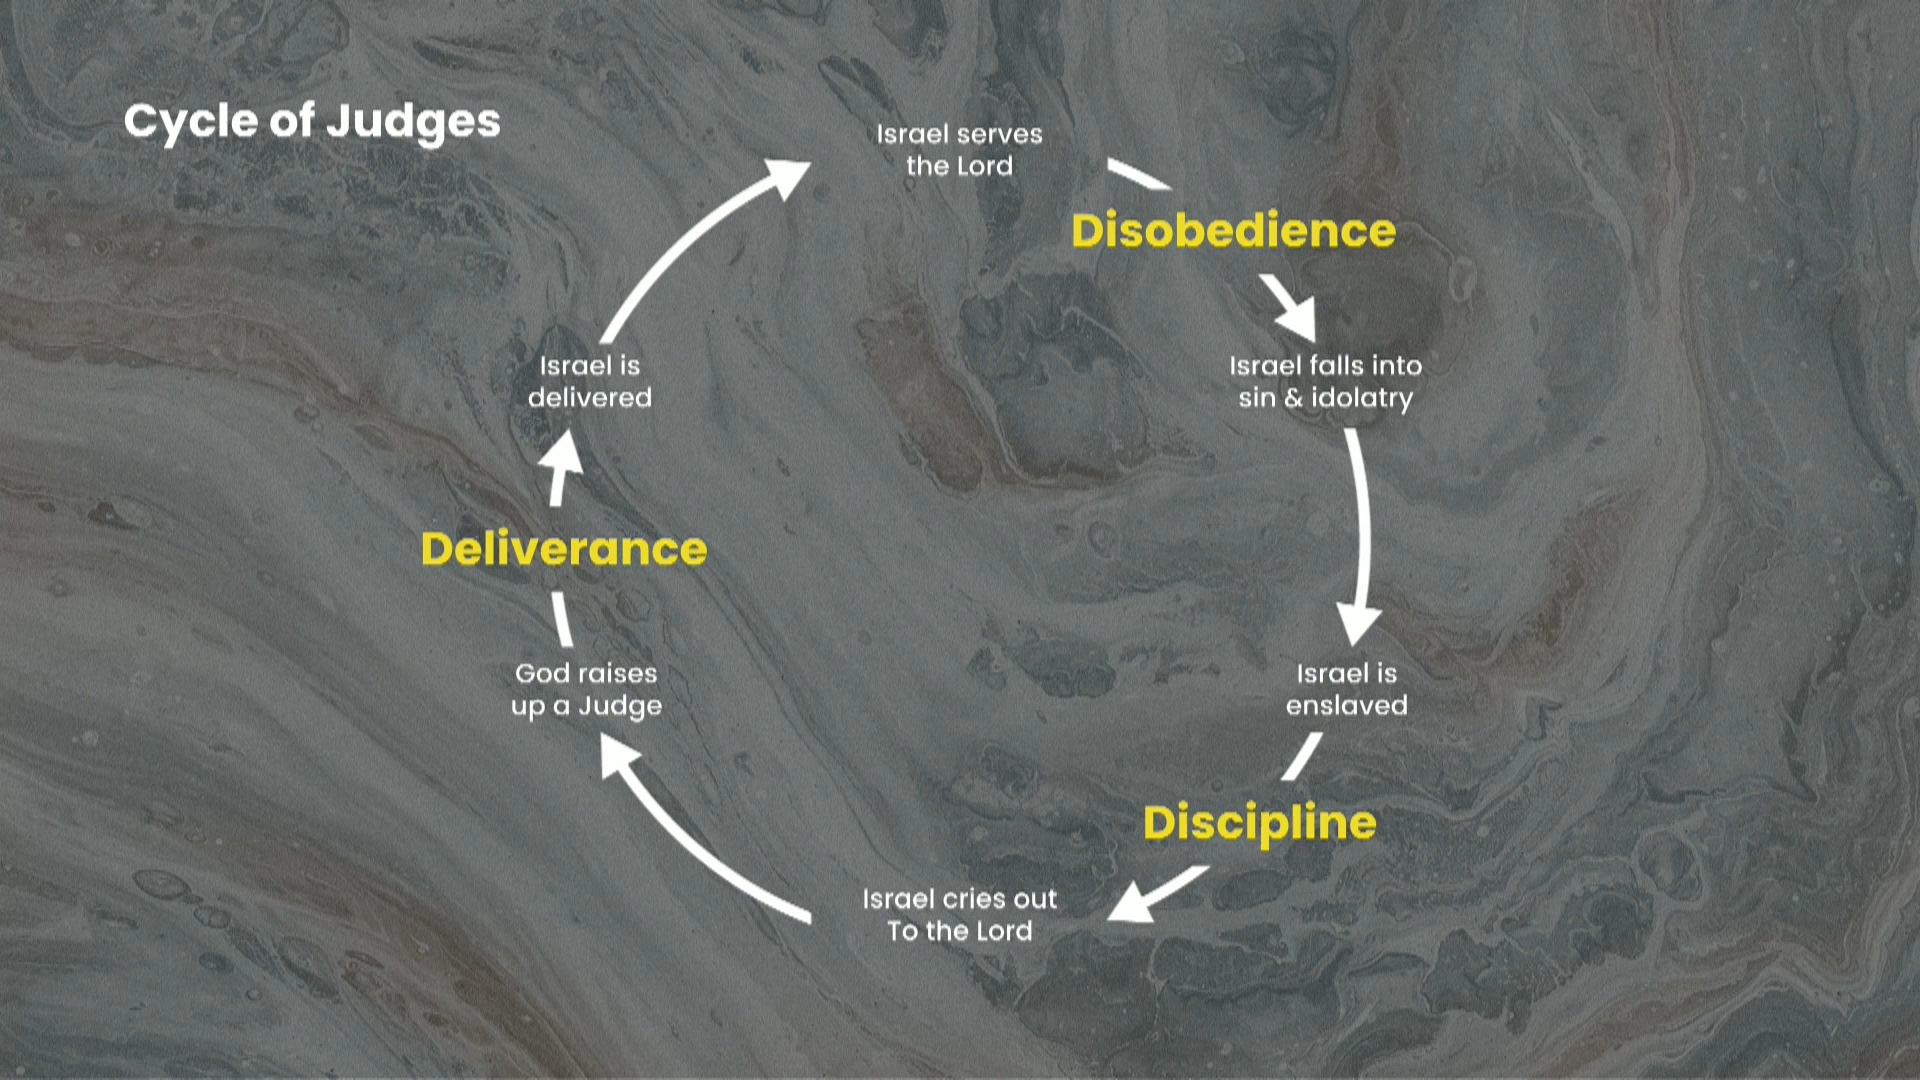 Cycle of Judges
Israel serves
the Lord
Disobedience
Israel falls into
sin & idolatry
Israel is
enslaved
Discipline
Israel cries out
To the Lord
God raises
up a Judge
Deliverance
Israel is
delivered